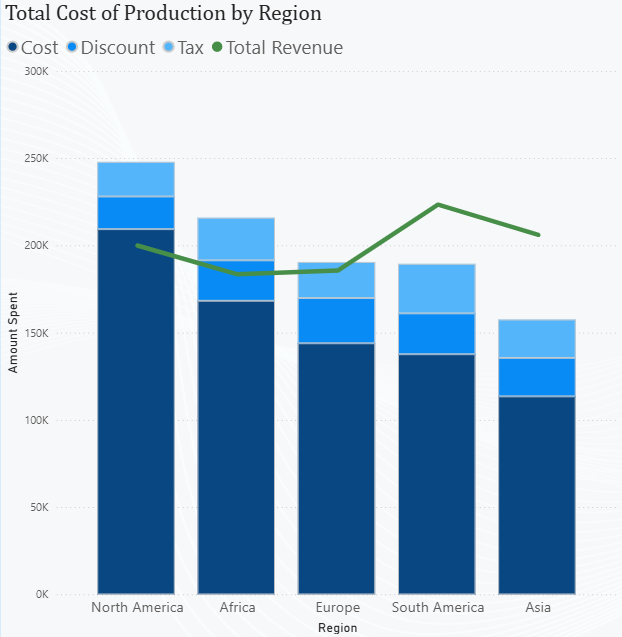 Total Cost of Production by Region
Cost Discount Tax Total Revenue
300K
250K
200K
150K
100K
50K
0K
Amount Spent
North America Africa Europe South America Asia
Region